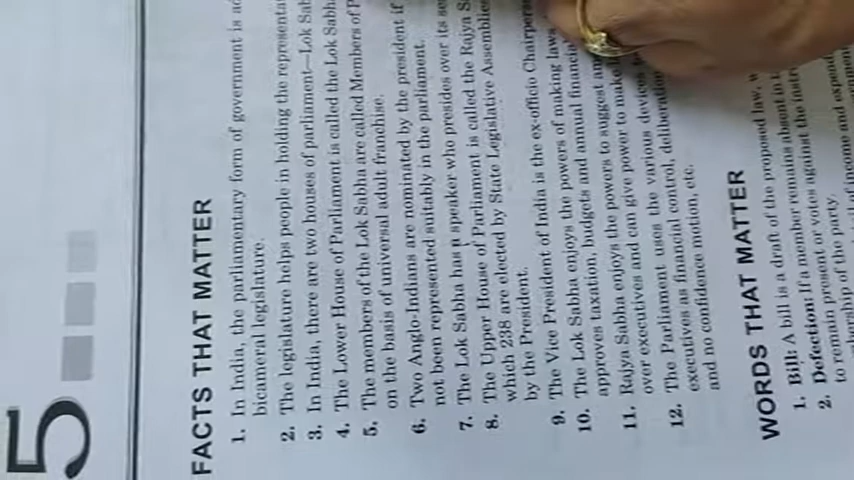 5
FACTS THAT MATTER
1. In India, the parliamentary form of government is
bicameral legislature.
2. The legislature helps people in holding the
3. In India, there are two houses of parliament—Lok
4. The Lower House of Parliament is called the Lok Sabha
5. The members of the Lok Sabha are called Members of
on the basis of universal adult franchise.
6. Two Anglo-Indians are nominated by the president if
not been represented suitably in the parliament.
7. The Lok Sabha has a speaker who presides over its
8. The Upper House of Parliament is called the Rajya
which 238 are elected by State Legislative
by the President.
9. The Vice President of India is the ex-officio
10. The Lok Sabha enjoys the powers of making laws
approves taxation, budgets and annual
11. Rajya Sabha enjoys the powers to suggest
over executives and can give power to make
12. The Parliament uses the various
executives as financial control,
and no confidence motion, etc.
WORDS THAT MATTER
1. Bill: A bill is a draft of the proposed law,
2. Defection: If a member remains absent in
to remain present or votes against the
of the party.
of income and